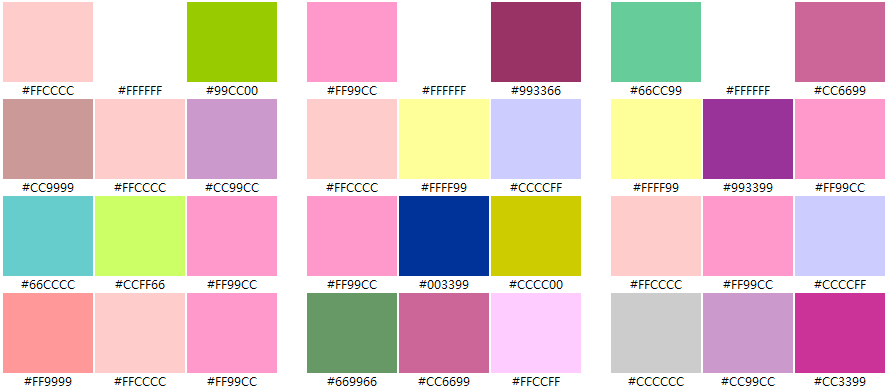 #FFCCCC #FFFFFF #99CC00 #FF99CC #FFFFFF #993366 #66CC99 #FFFFFF #CC6699
#CC9999 #FFCCCC #CC99CC #FFCCCC #FFFF99 #CCCCFF #FFFF99 #993399 #FF99CC
#66CCCC #CCFF66 #FF99CC #FF99CC #003399 #CCCC00 #FFCCCC #FF99CC #CCCCFF
#FF9999 #FFCCCC #FF99CC #669966 #CC6699 #FFCCFF #CCCCCC #CC99CC #CC3399